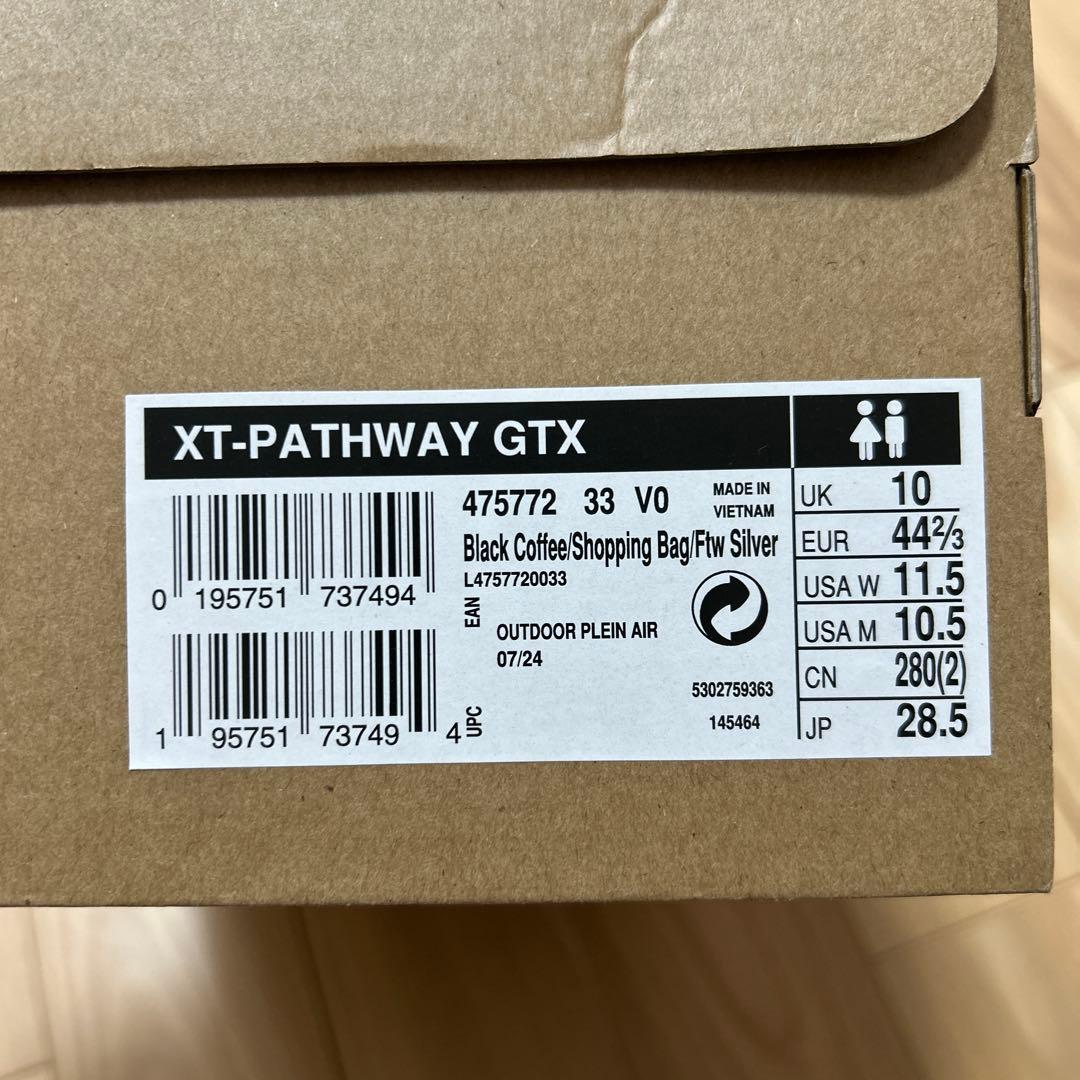 XT-PATHWAY GTX
0 195751 737494
1 95751 73749 4
EAN
UPC
475772 33 V0
MADE IN
VIETNAM
Black Coffee/Shopping Bag/Ftw Silver
L4757720033
OUTDOOR PLEIN AIR
07/24
5302759363
145464
UK 10
EUR 44⅔
USA W 11.5
USA M 10.5
CN 280(2)
JP 28.5